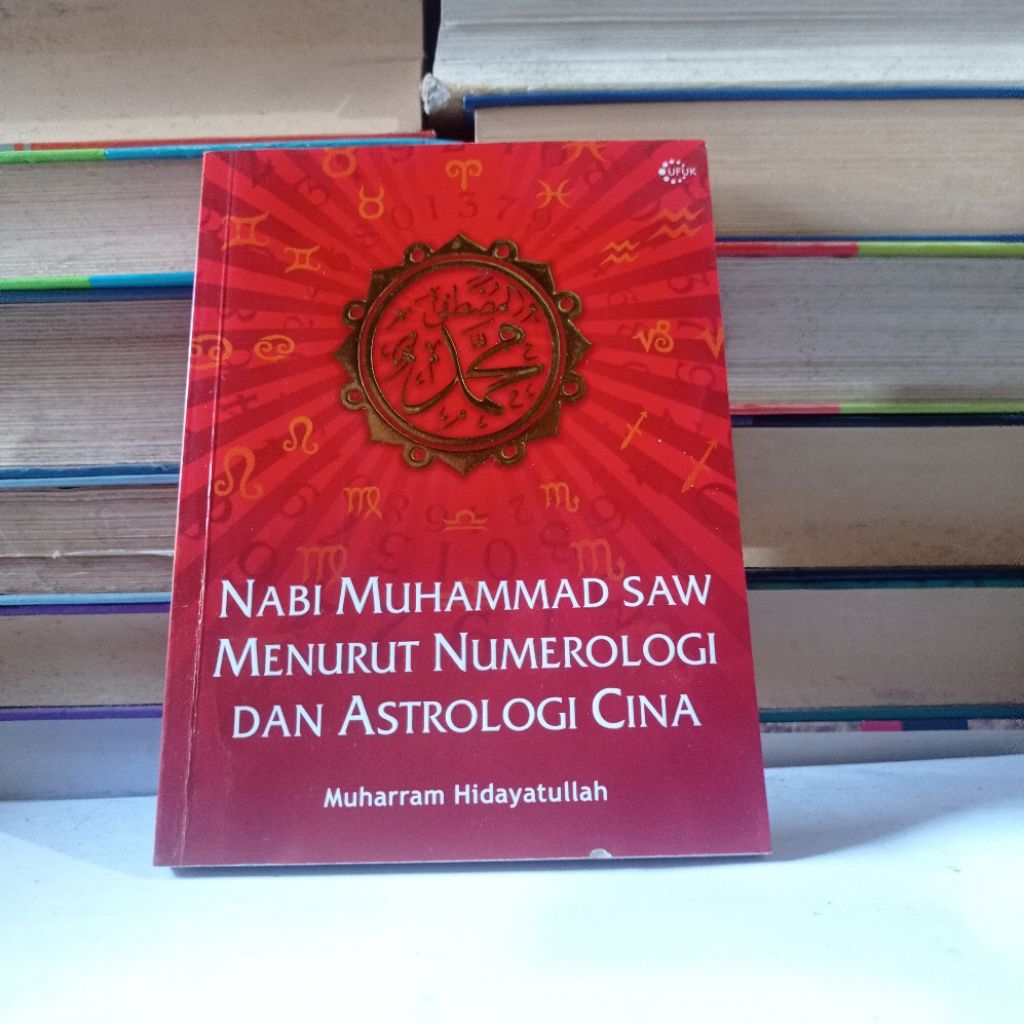 UFUK
المصطفى
محمد
NABI MUHAMMAD SAW
MENURUT NUMEROLOGI
DAN ASTROLOGI CINA
Muharram Hidayatullah